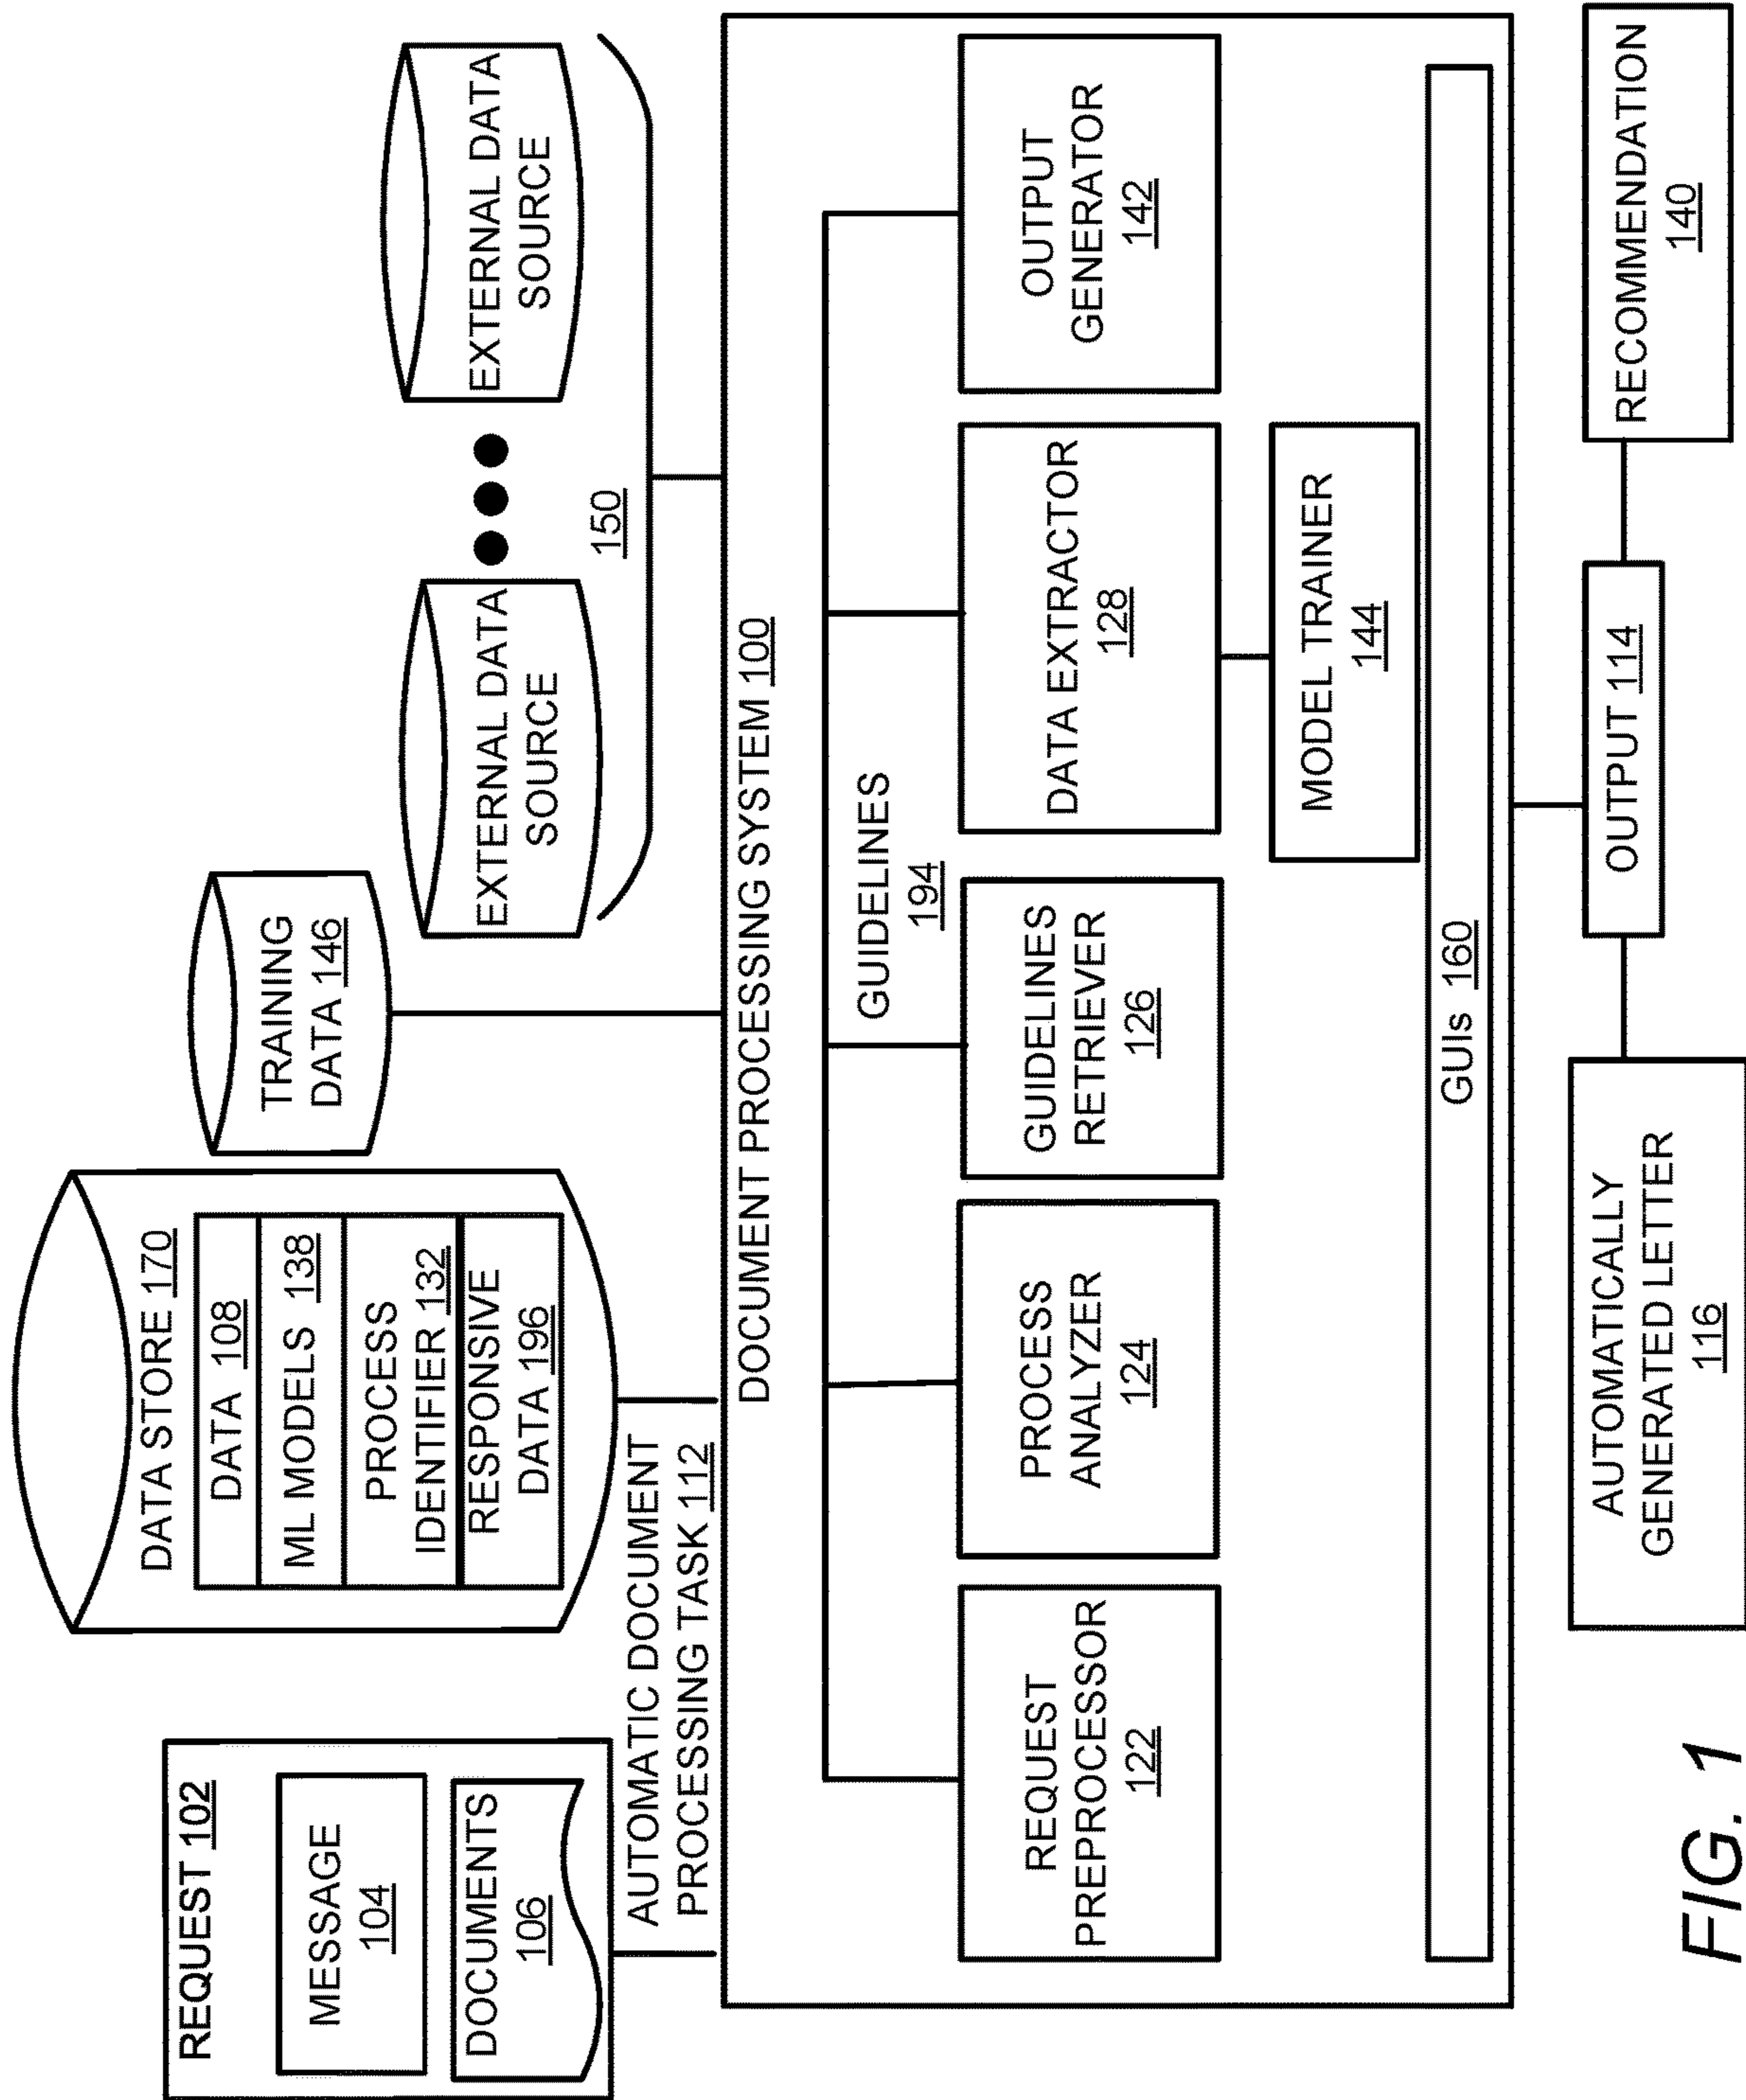 REQUEST 102
MESSAGE
104
DOCUMENTS
106
DATA STORE 170
DATA 108
ML MODELS 138
PROCESS
IDENTIFIER 132
RESPONSIVE
DATA 196
TRAINING
DATA 146
EXTERNAL DATA
SOURCE
EXTERNAL DATA
SOURCE
150
AUTOMATIC DOCUMENT
PROCESSING TASK 112
DOCUMENT PROCESSING SYSTEM 100
GUIDELINES
194
REQUEST
PREPROCESSOR
122
PROCESS
ANALYZER
124
GUIDELINES
RETRIEVER
126
DATA EXTRACTOR
128
OUTPUT
GENERATOR
142
MODEL TRAINER
144
GUIs 160
AUTOMATICALLY
GENERATED LETTER
116
OUTPUT 114
RECOMMENDATION
140
FIG. 1